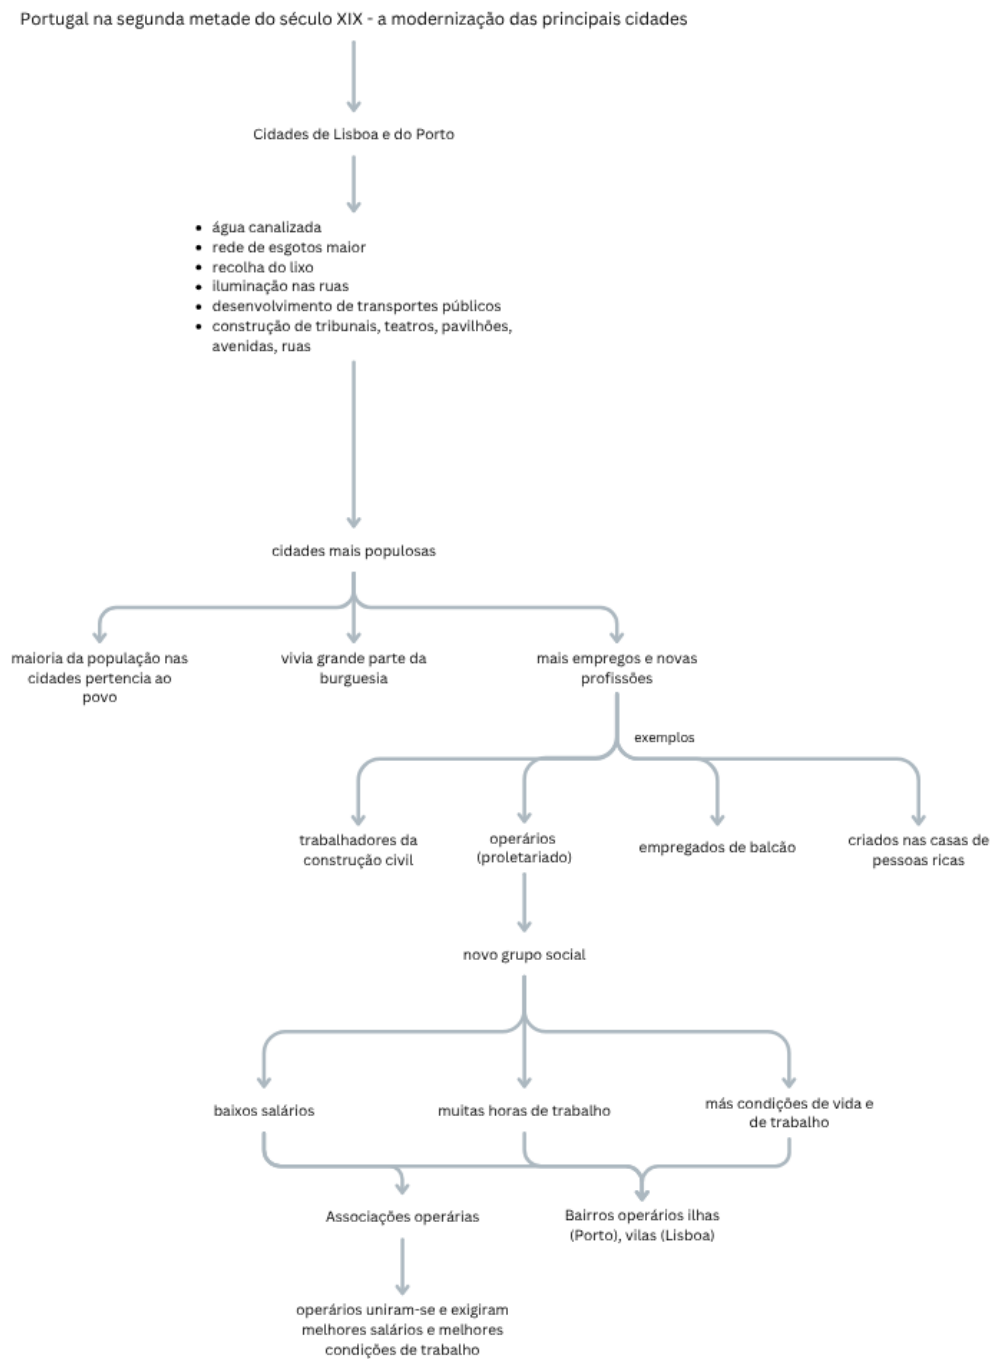 Portugal na segunda metade do século XIX - a modernização das principais cidades
Cidades de Lisboa e do Porto
• água canalizada
• rede de esgotos maior
• recolha do lixo
• iluminação nas ruas
• desenvolvimento de transportes públicos
• construção de tribunais, teatros, pavilhões,
avenidas, ruas
cidades mais populosas
maioria da população nas
cidades pertencia ao
povo
vivia grande parte da
burguesia
mais empregos e novas
profissões
exemplos
trabalhadores da
construção civil
operários
(proletariado)
empregados de balcão
criados nas casas de
pessoas ricas
novo grupo social
baixos salários
muitas horas de trabalho
más condições de vida e
de trabalho
Associações operárias
Bairros operários ilhas
(Porto), vilas (Lisboa)
operários uniram-se e exigiram
melhores salários e melhores
condições de trabalho